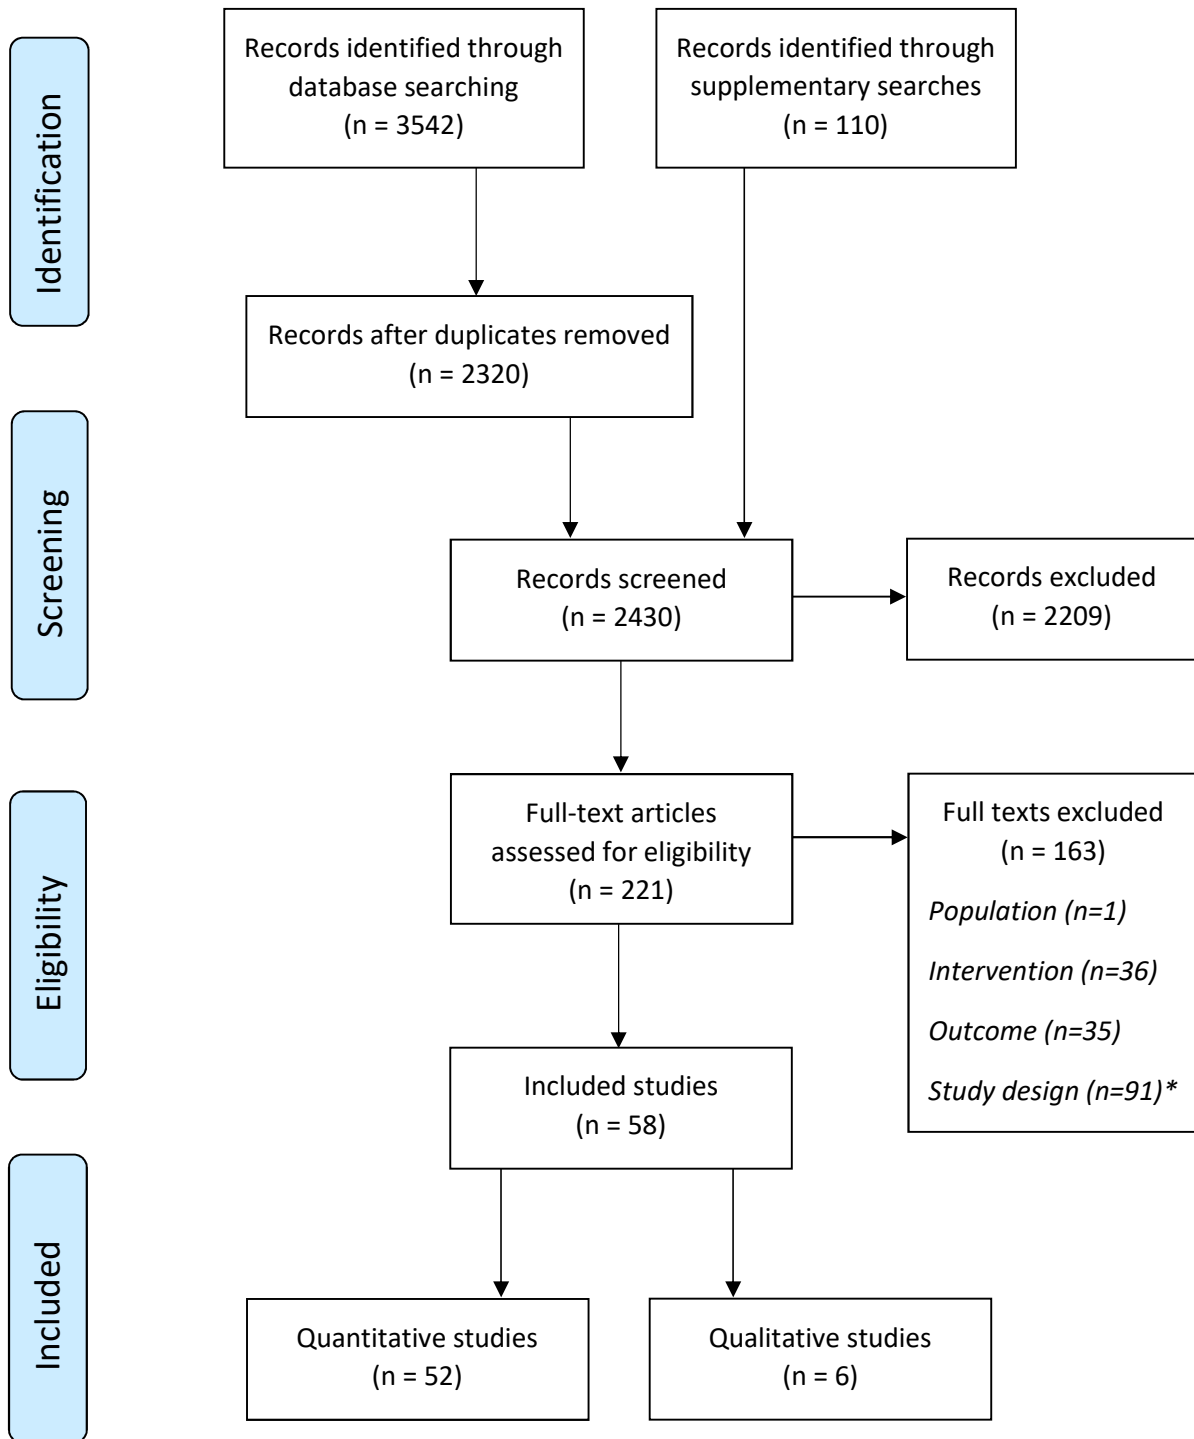 Identification
Records identified through
database searching
(n = 3542)
Records identified through
supplementary searches
(n = 110)
Records after duplicates removed
(n = 2320)
Screening
Records screened
(n = 2430)
Records excluded
(n = 2209)
Eligibility
Full-text articles
assessed for eligibility
(n = 221)
Full texts excluded
(n = 163)
Population (n=1)
Intervention (n=36)
Outcome (n=35)
Study design (n=91)*
Included studies
(n = 58)
Included
Quantitative studies
(n = 52)
Qualitative studies
(n = 6)